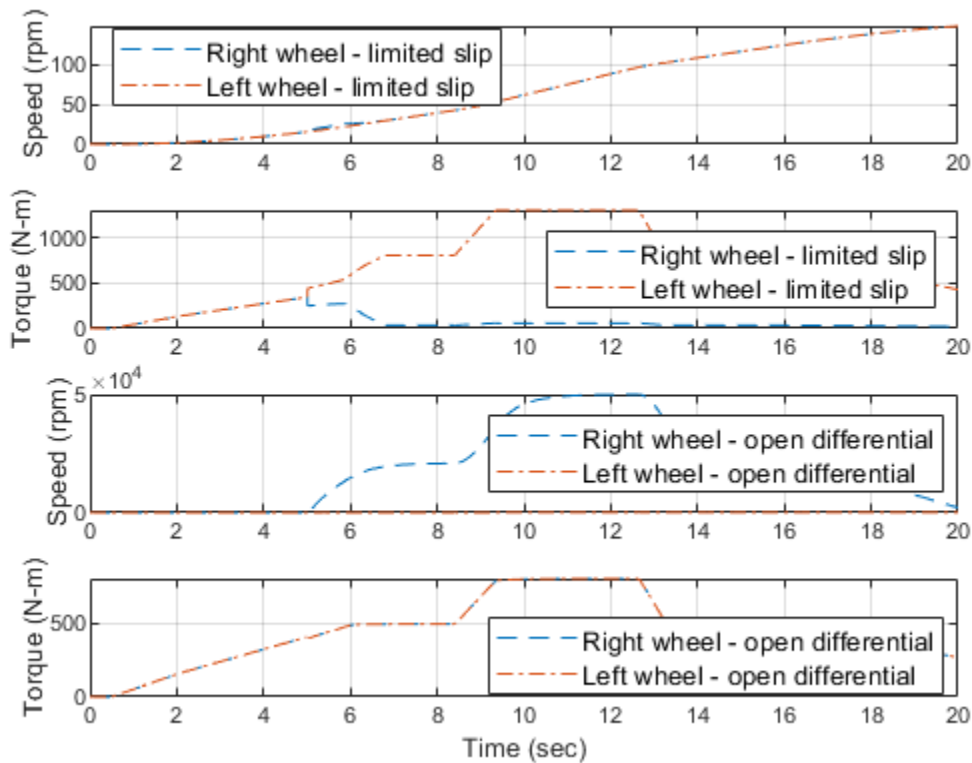 Speed (rpm)
100
50
0
Right wheel - limited slip
Left wheel - limited slip
0 2 4 6 8 10 12 14 16 18 20
Torque (N-m)
1000
500
0
Right wheel - limited slip
Left wheel - limited slip
0 2 4 6 8 10 12 14 16 18 20
×10⁴
Speed (rpm)
5
0
Right wheel - open differential
Left wheel - open differential
0 2 4 6 8 10 12 14 16 18 20
Torque (N-m)
500
0
Right wheel - open differential
Left wheel - open differential
0 2 4 6 8 10 12 14 16 18 20
Time (sec)